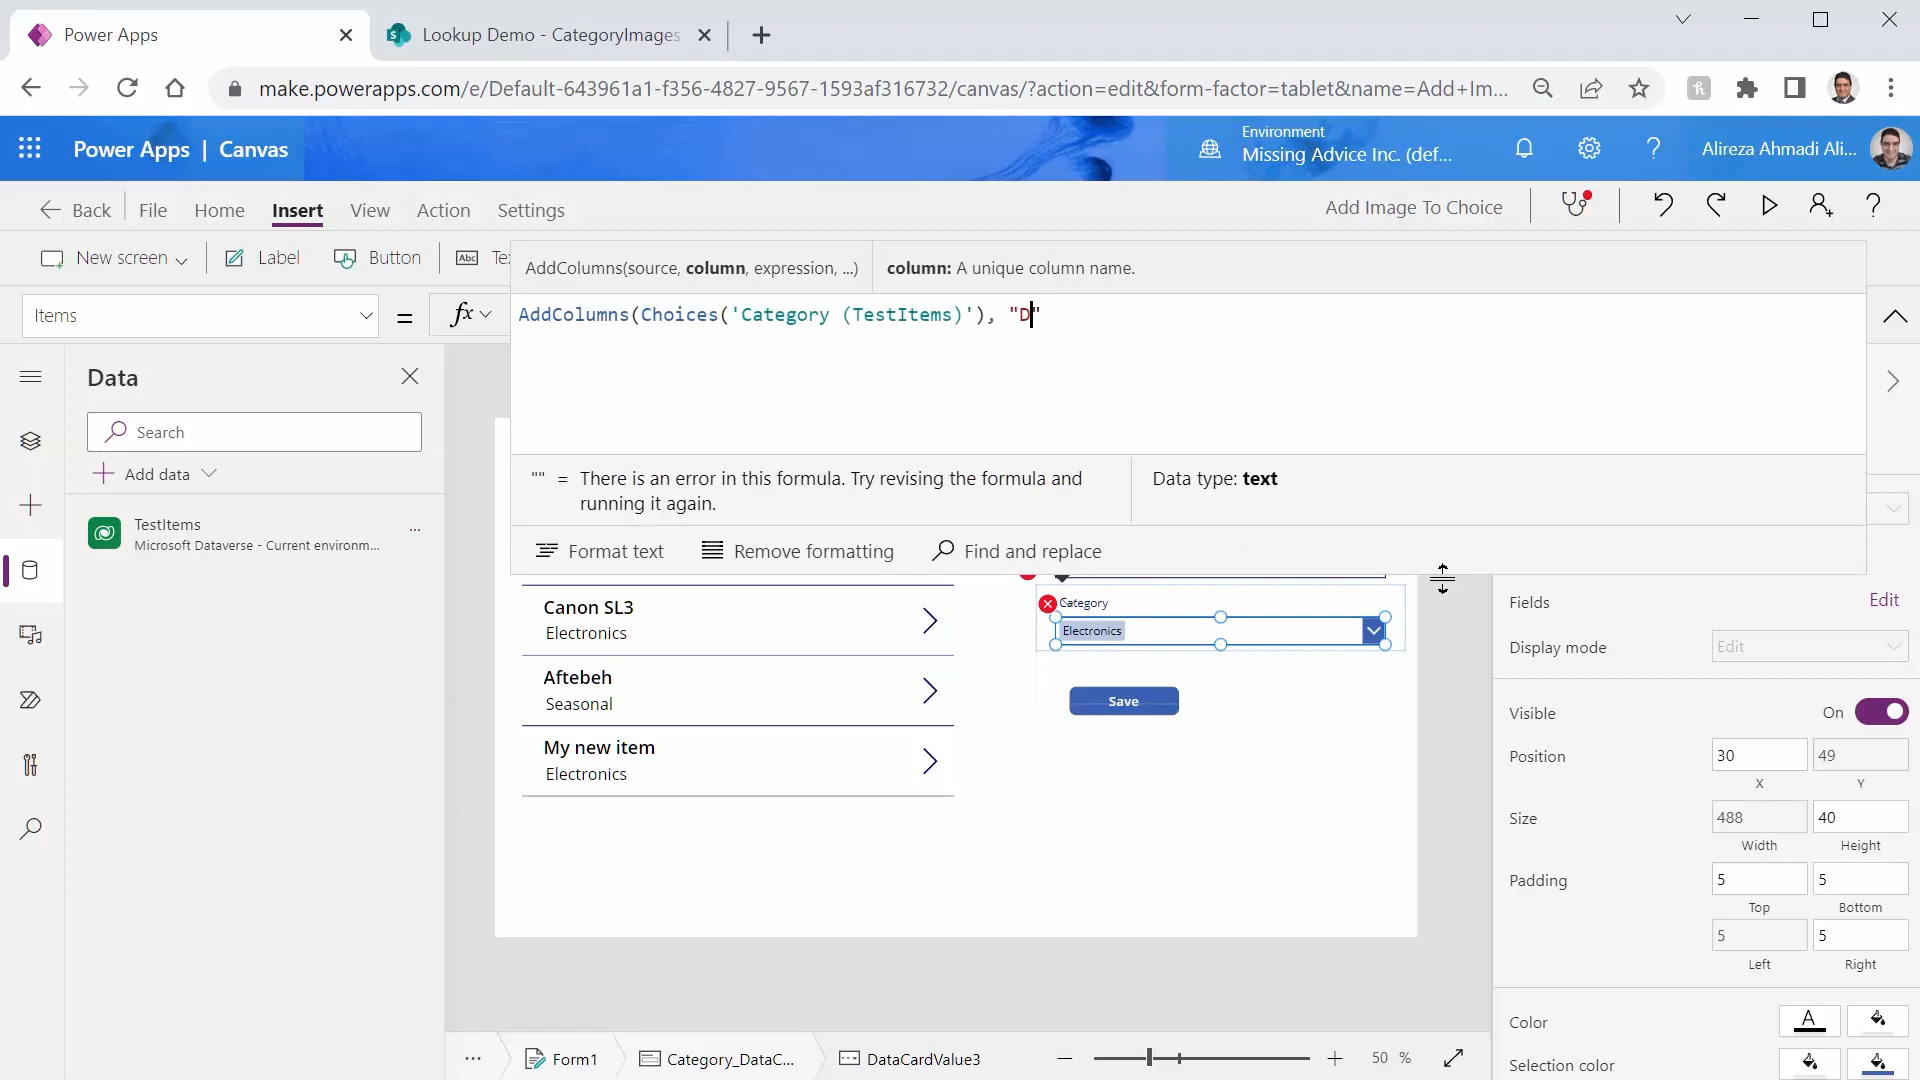 Power Apps
Lookup Demo - CategoryImages
make.powerapps.com/e/Default-643961a1-f356-4827-9567-1593af316732/canvas/?action=edit&form-factor=tablet&name=Add+Im...
Power Apps | Canvas
Environment
Missing Advice Inc. (def...
Alireza Ahmadi Ali...
Back
File
Home
Insert
View
Action
Settings
Add Image To Choice
New screen
Label
Button
Abc
Te
AddColumns(source, column, expression, ...)
column: A unique column name.
Items
=
fx
AddColumns(Choices('Category (TestItems)'), "D"
Data
Search
Add data
TestItems
Microsoft Dataverse - Current environm...
...
"" = There is an error in this formula. Try revising the formula and
running it again.
Data type: text
Format text
Remove formatting
Find and replace
Canon SL3
Electronics
Aftebeh
Seasonal
My new item
Electronics
Category
Electronics
Save
Fields
Edit
Display mode
Edit
Visible
On
Position
30
49
X
Y
Size
488
40
Width
Height
Padding
5
5
Top
Bottom
5
5
Left
Right
Color
A
Selection color
...
Form1
Category_DataC...
DataCardValue3
50 %